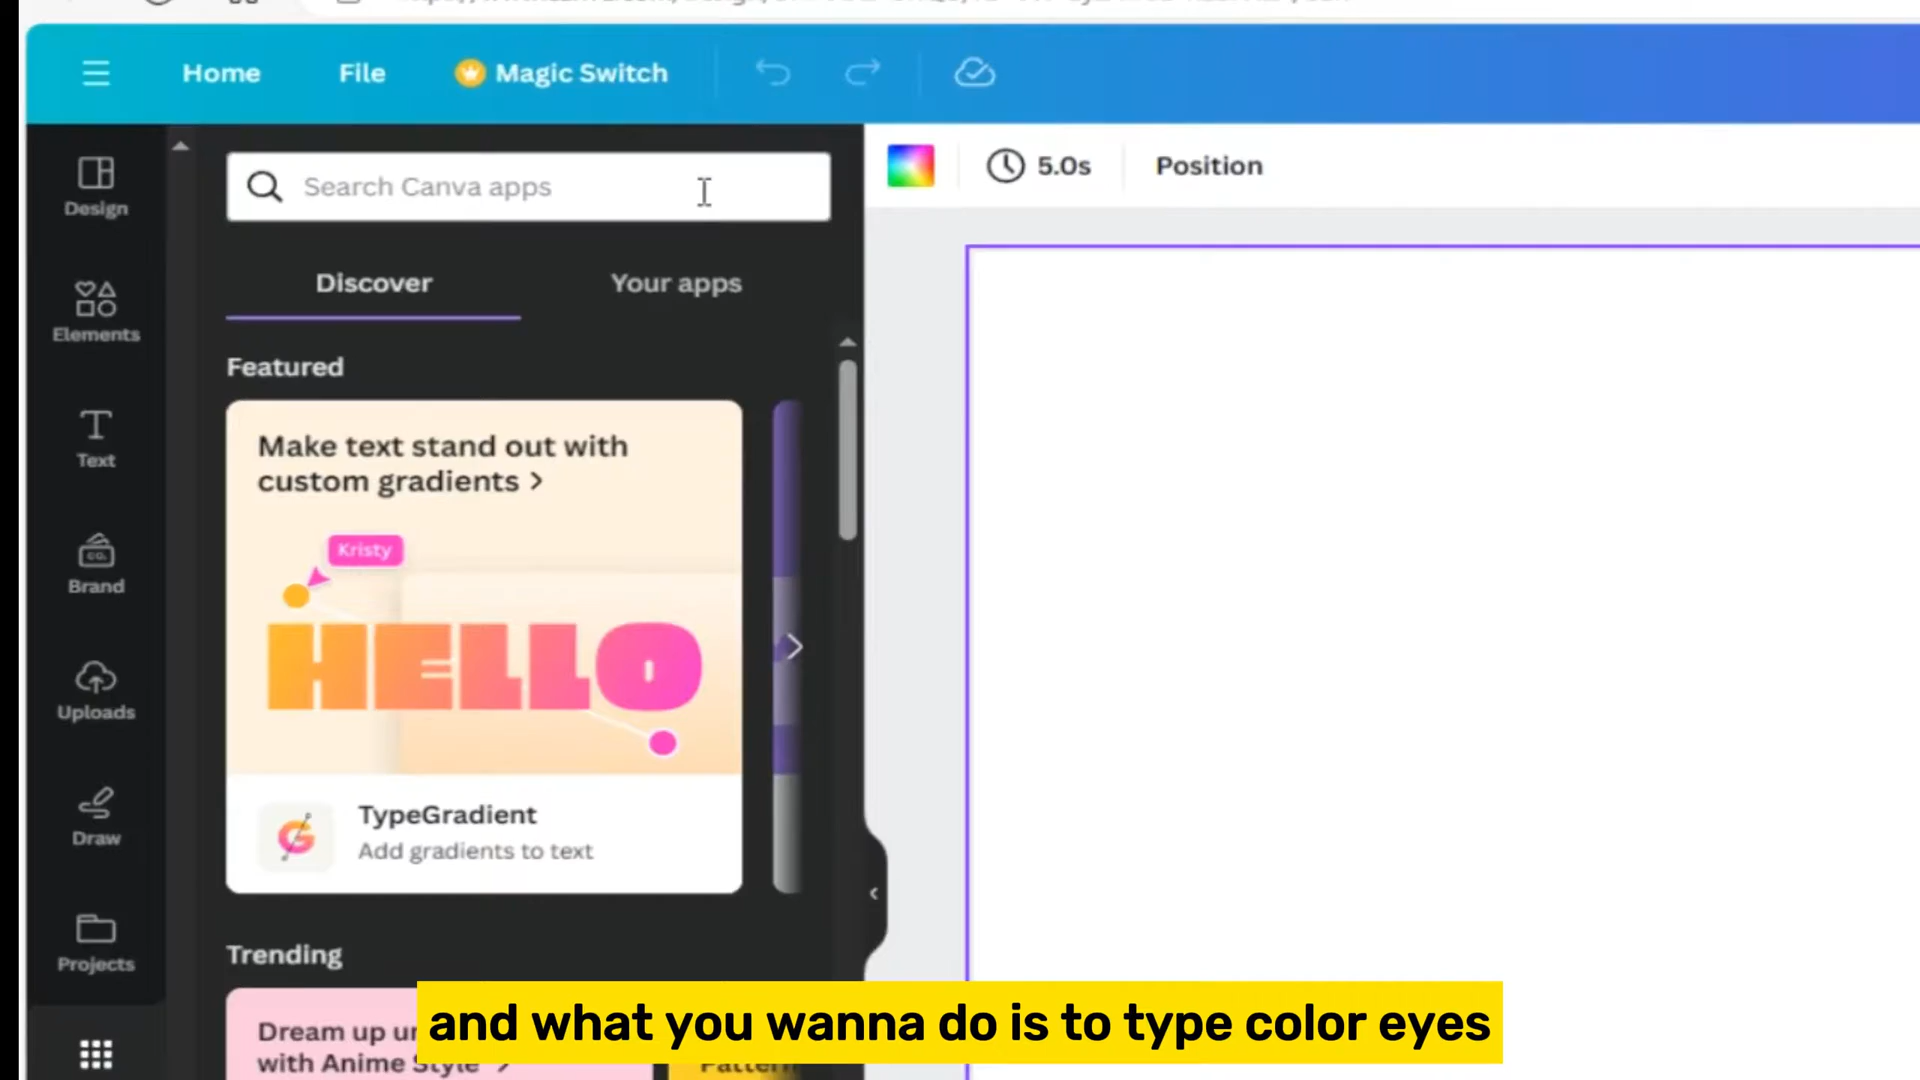 Home
File
Magic Switch
Search Canva apps
5.0s
Position
Design
Elements
Text
CO.
Brand
Uploads
Draw
Projects
Discover
Your apps
Featured
Make text stand out with
custom gradients >
Kristy
HELLO
G
TypeGradient
Add gradients to text
Trending
Dream up
with Anime Style >
Pattern
and what you wanna do is to type color eyes